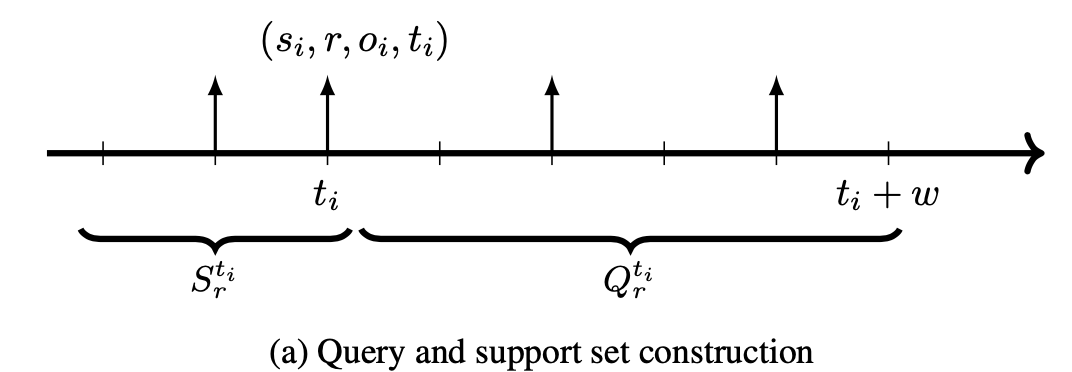 (s_i, r, o_i, t_i)
t_i t_i + w
S_r^{t_i} Q_r^{t_i}
(a) Query and support set construction